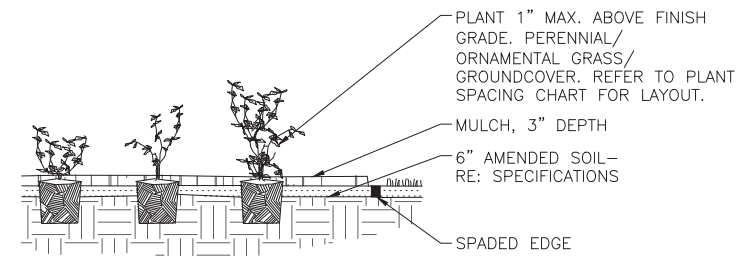 PLANT 1” MAX. ABOVE FINISH
GRADE. PERENNIAL/
ORNAMENTAL GRASS/
GROUNDCOVER. REFER TO PLANT
SPACING CHART FOR LAYOUT.
MULCH, 3” DEPTH
6” AMENDED SOIL–
RE: SPECIFICATIONS
SPADED EDGE